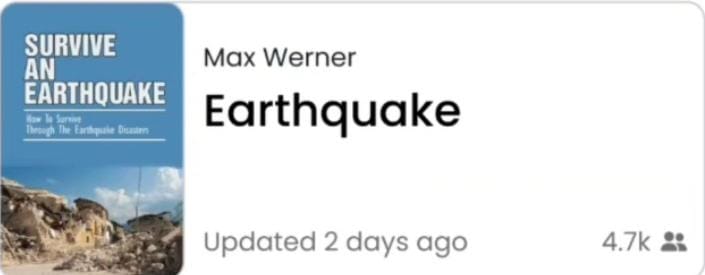 SURVIVE
AN
EARTHQUAKE
How To Survive
Through The Earthquake Disasters
Max Werner
Earthquake
Updated 2 days ago
4.7k